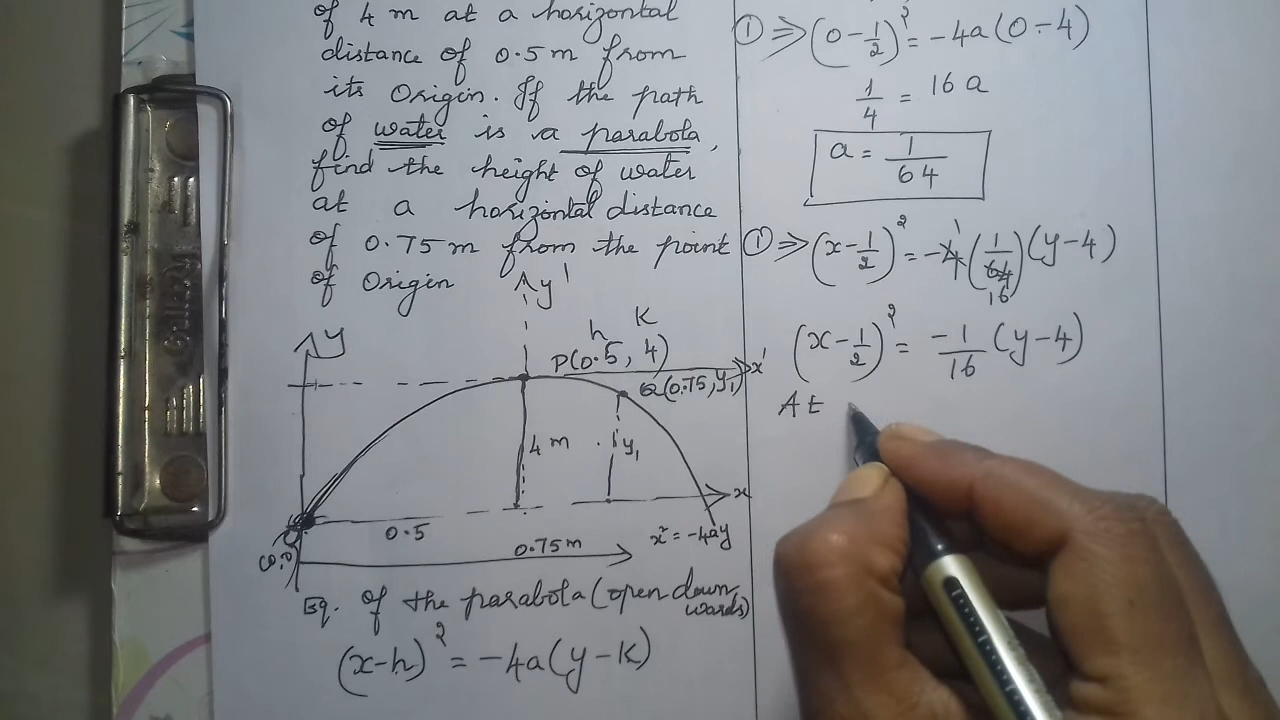 of 4 m at a horizontal
distance of 0.5 m from
its Origin. If the path
of water is a parabola,
find the height of water
at a horizontal distance
of 0.75 m from the point
of Origin
y'
y
h K
P(0.5, 4)
x'
Q(0.75, y₁)
4 m
y₁
x
0.5
(0,0)
0.75m
x² = -4ay
Eq. of the parabola (open down
wards)
(x-h)² = -4a(y-K)
① ⇒ (0 - 1/2)² = -4a(0-4)
1/4 = 16a
a = 1/64
① ⇒ (x - 1/2)² = -4(1/64)(y-4)
1
16
(x - 1/2)² = -1/16 (y-4)
At